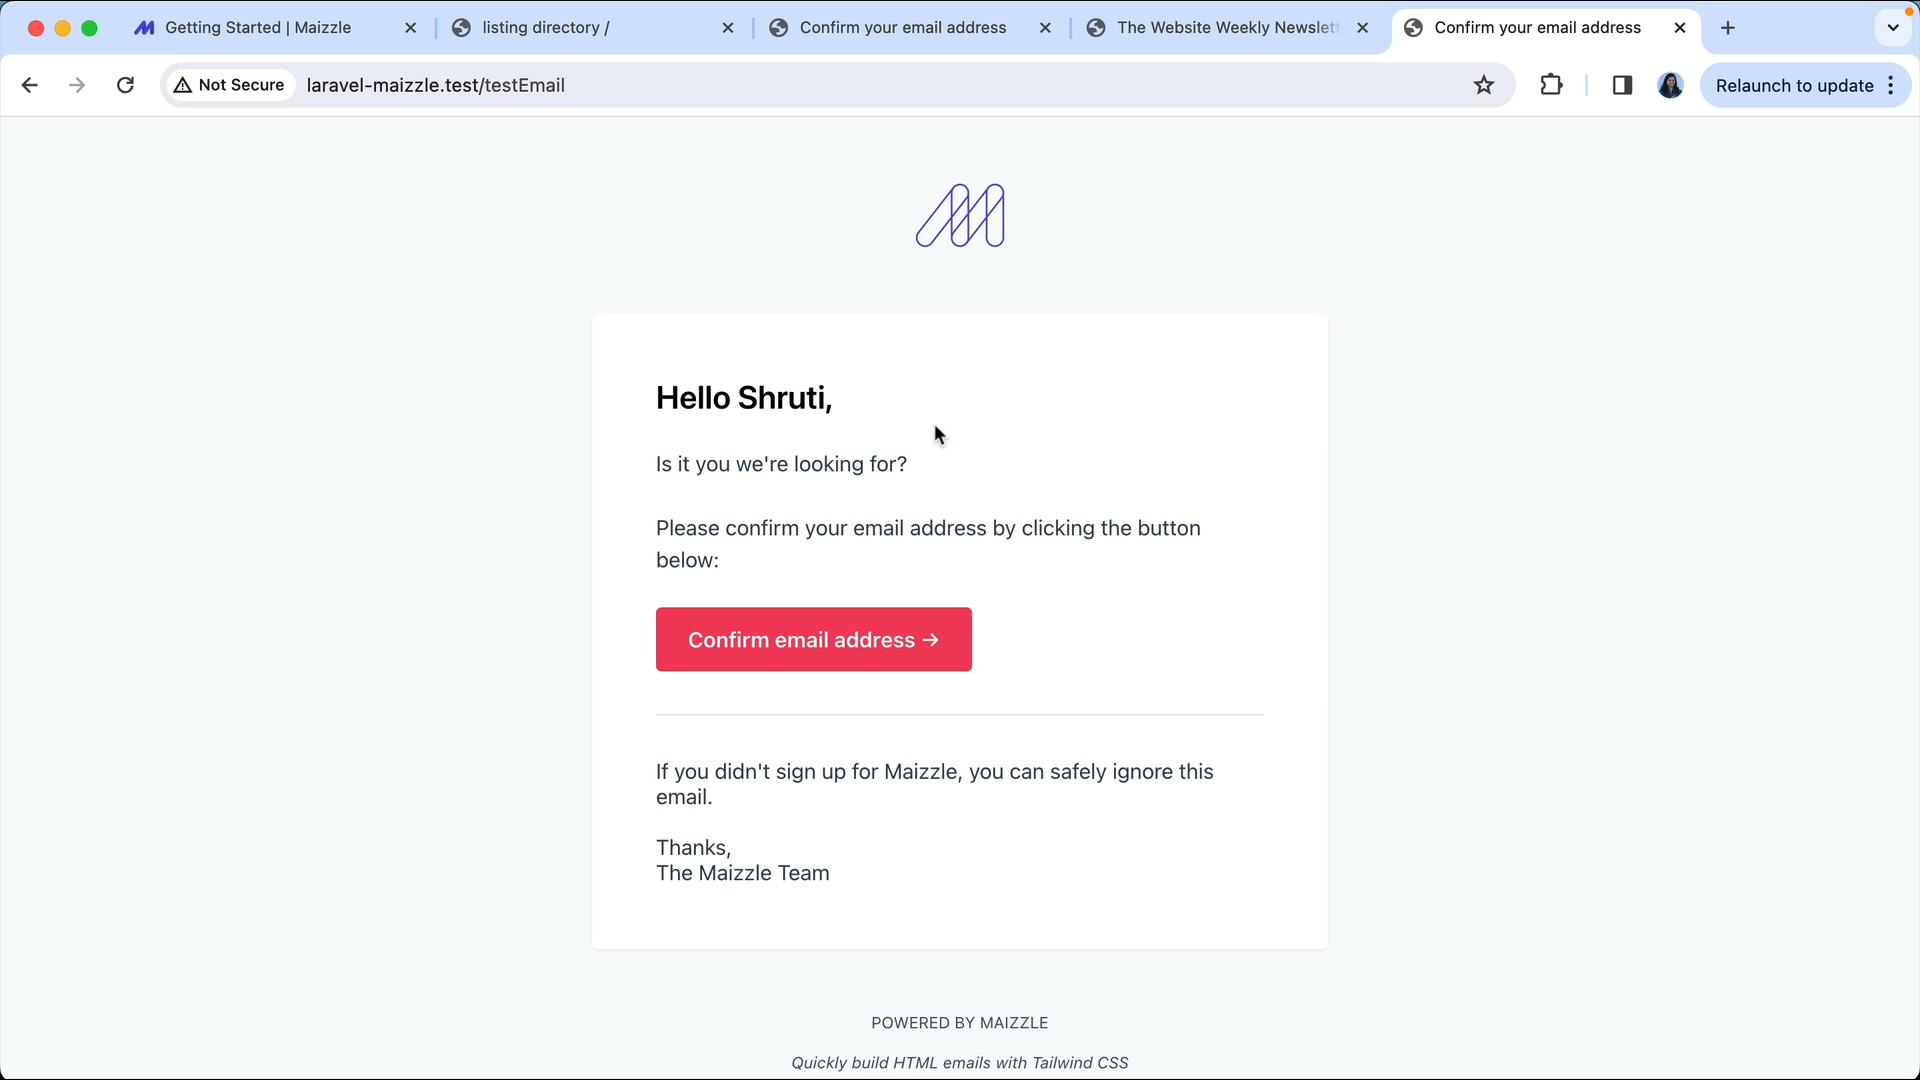 Getting Started | Maizzle
listing directory /
Confirm your email address
The Website Weekly Newslett
Confirm your email address
Not Secure
laravel-maizzle.test/testEmail
Relaunch to update
Hello Shruti,
Is it you we're looking for?
Please confirm your email address by clicking the button
below:
Confirm email address →
If you didn't sign up for Maizzle, you can safely ignore this
email.
Thanks,
The Maizzle Team
POWERED BY MAIZZLE
Quickly build HTML emails with Tailwind CSS